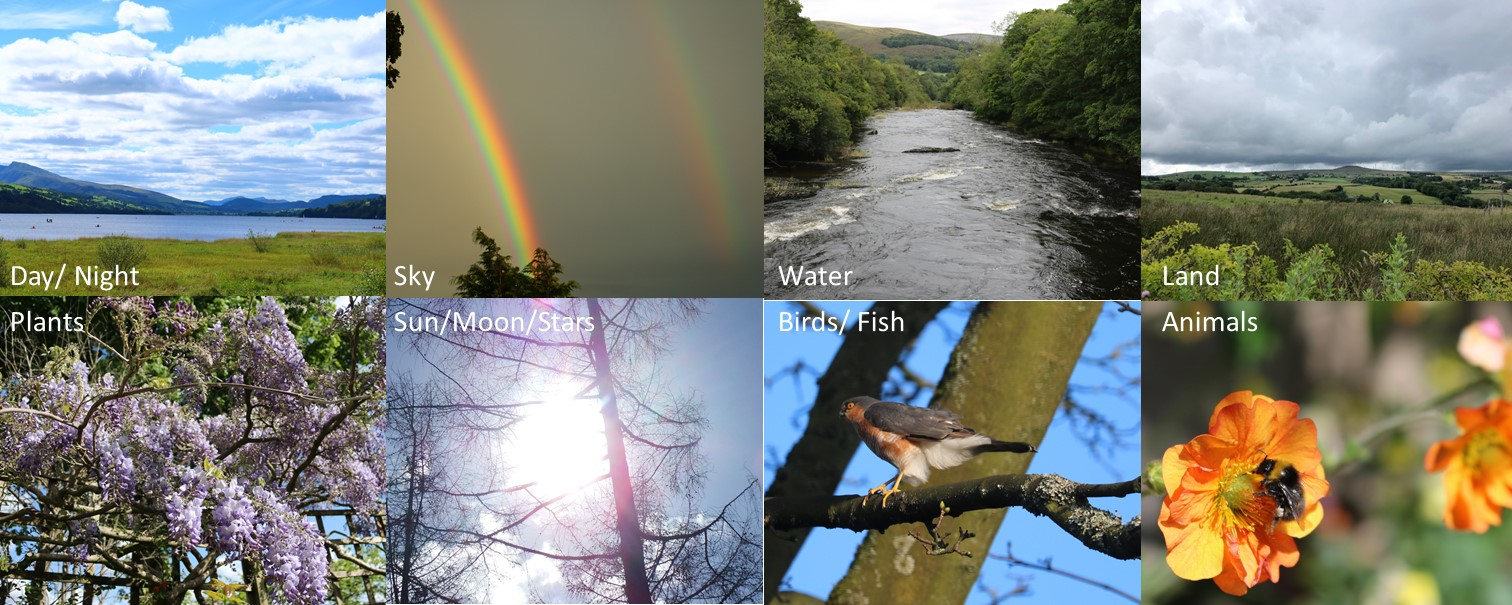 Day/ Night
Sky
Water
Land
Plants
Sun/Moon/Stars
Birds/ Fish
Animals